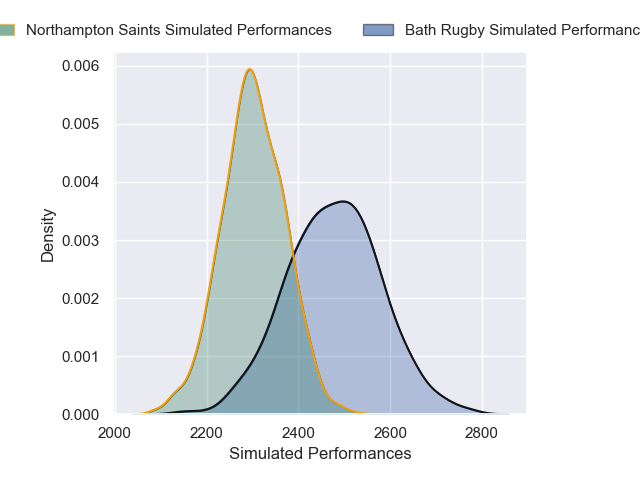 Northampton Saints Simulated Performances
Bath Rugby Simulated Performanc
0.006
0.005
0.004
0.003
0.002
0.001
0.000
Density
2000 2200 2400 2600 2800
Simulated Performances